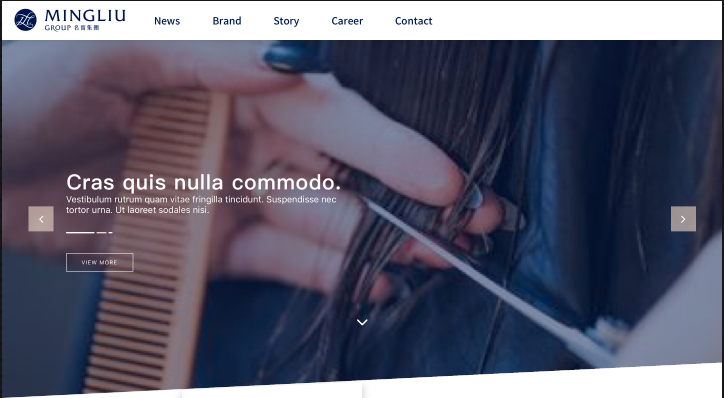 MINGLIU
GROUP 名留集團
News
Brand
Story
Career
Contact
Cras quis nulla commodo.
Vestibulum rutrum quam vitae fringilla tincidunt. Suspendisse nec
tortor urna. Ut laoreet sodales nisi.
VIEW MORE